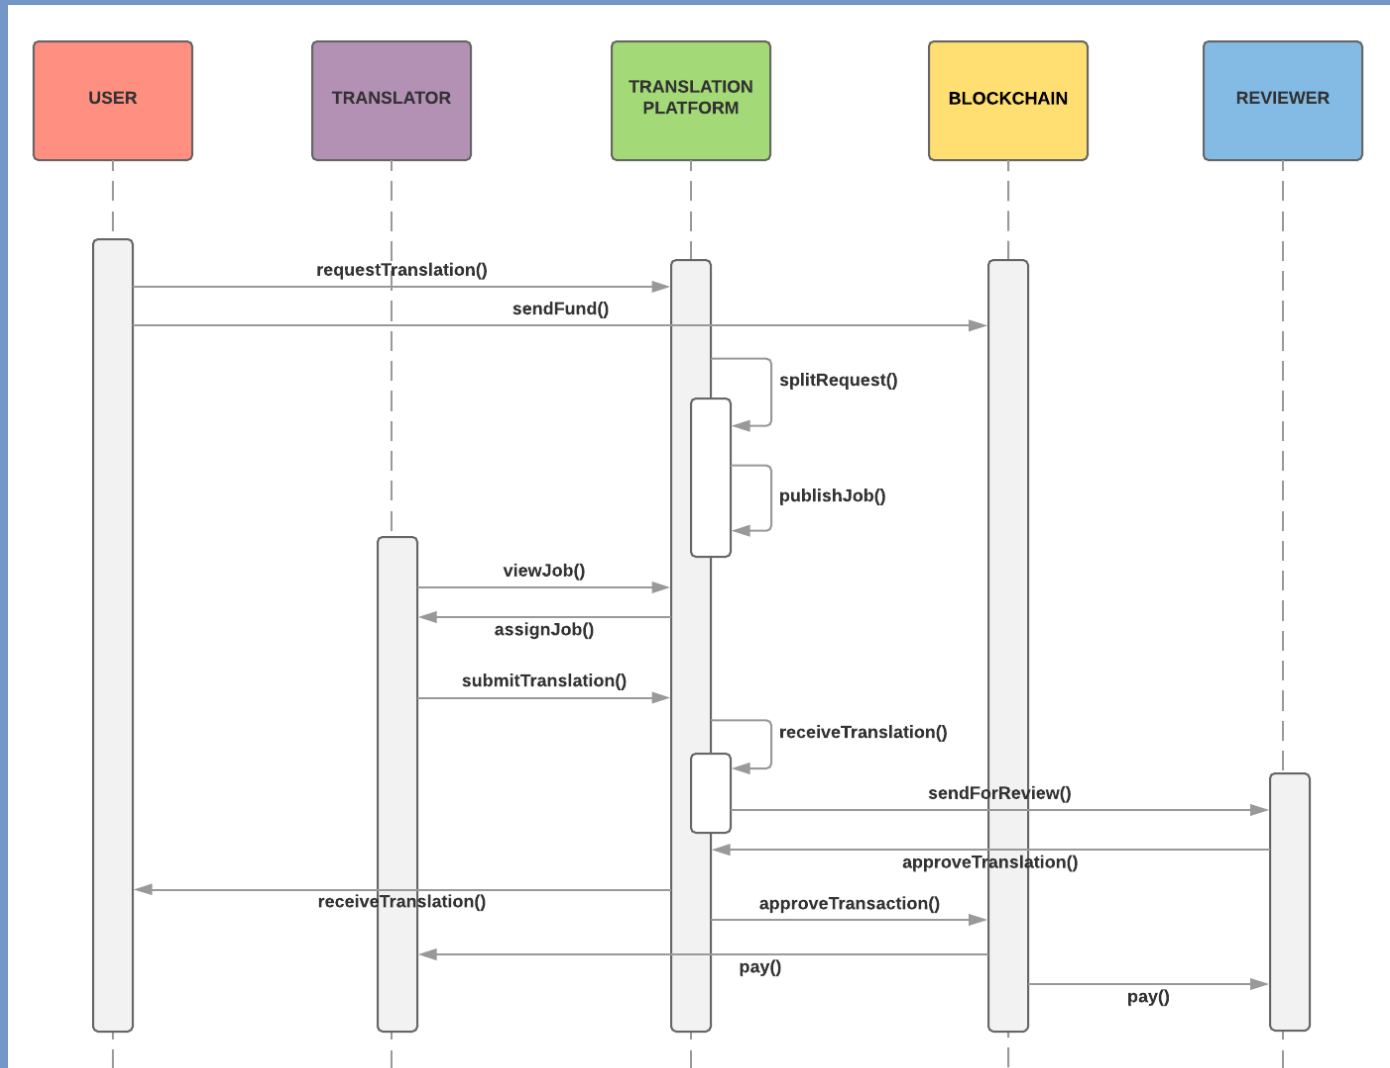 USER
TRANSLATOR
TRANSLATION
PLATFORM
BLOCKCHAIN
REVIEWER
requestTranslation()
sendFund()
splitRequest()
publishJob()
viewJob()
assignJob()
submitTranslation()
receiveTranslation()
sendForReview()
approveTranslation()
receiveTranslation()
approveTransaction()
pay()
pay()